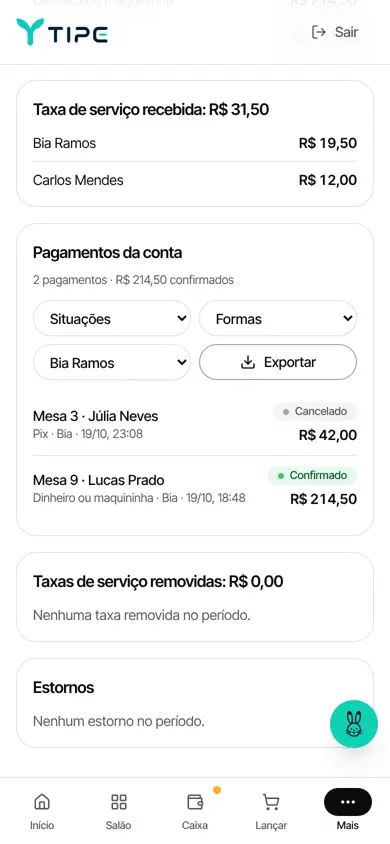 TIPE
Sair
Taxa de serviço recebida: R$ 31,50
Bia Ramos R$ 19,50
Carlos Mendes R$ 12,00
Pagamentos da conta
2 pagamentos · R$ 214,50 confirmados
Situações Formas
Bia Ramos Exportar
Mesa 3 · Júlia Neves Cancelado
Pix · Bia · 19/10, 23:08 R$ 42,00
Mesa 9 · Lucas Prado Confirmado
Dinheiro ou maquininha · Bia · 19/10, 18:48 R$ 214,50
Taxas de serviço removidas: R$ 0,00
Nenhuma taxa removida no período.
Estornos
Nenhum estorno no período.
Início Salão Caixa Lançar Mais